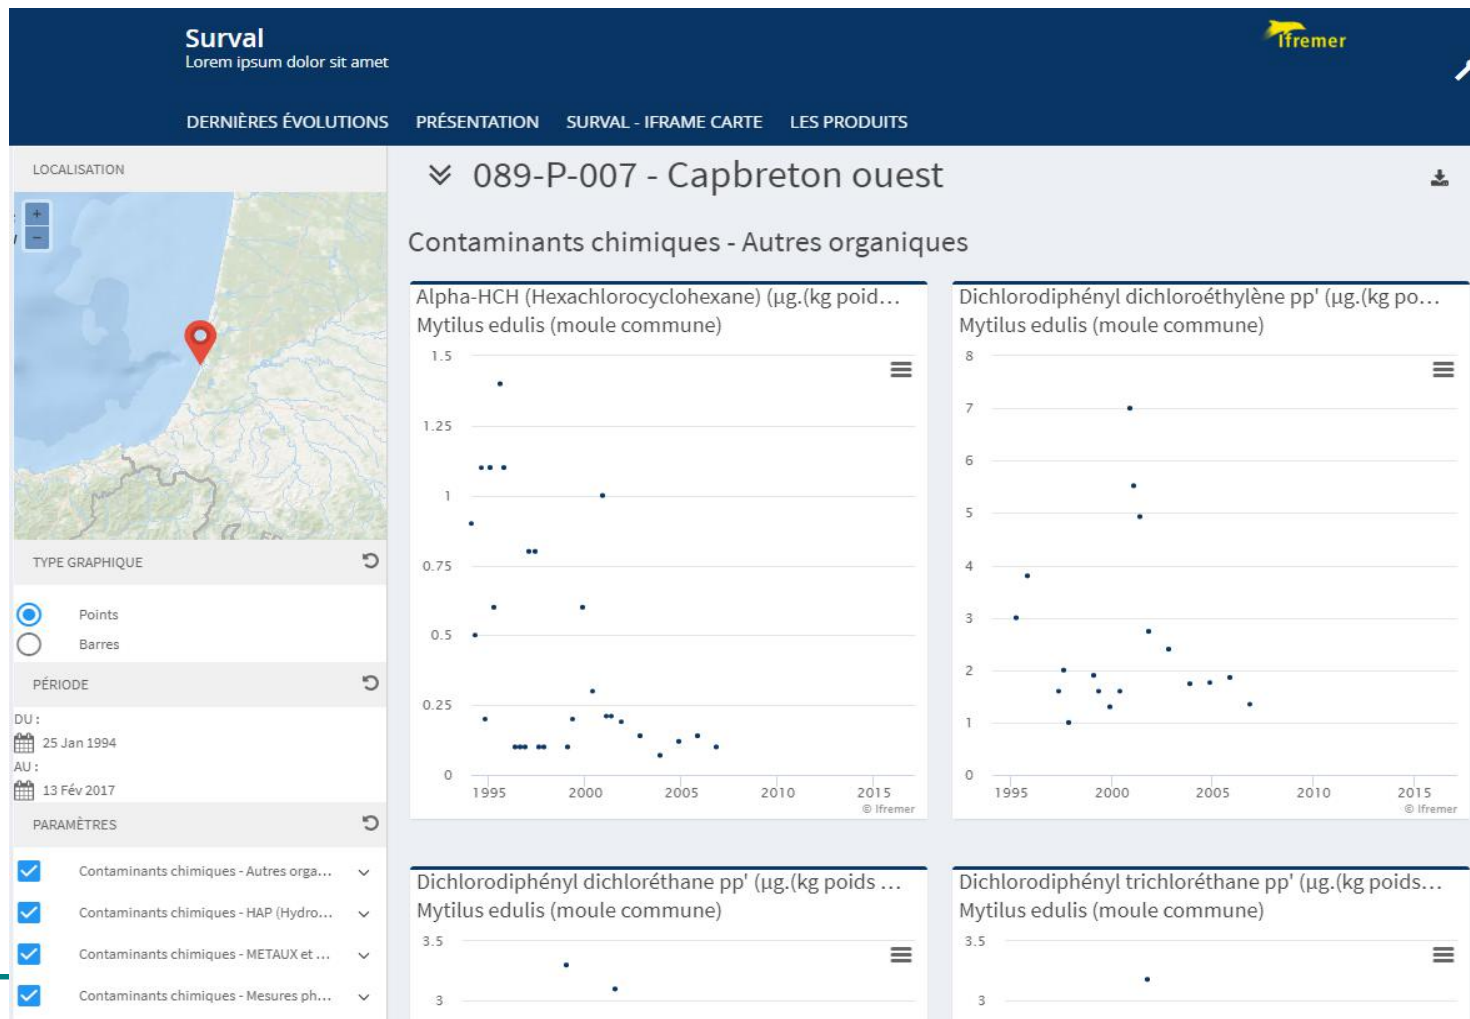 Surval
Lorem ipsum dolor sit amet
Ifremer
DERNIÈRES ÉVOLUTIONS PRÉSENTATION SURVAL - IFRAME CARTE LES PRODUITS
LOCALISATION
+
−
089-P-007 - Capbreton ouest
Contaminants chimiques - Autres organiques
Alpha-HCH (Hexachlorocyclohexane) (µg.(kg poid...
Mytilus edulis (moule commune)
1.5
1.25
1
0.75
0.5
0.25
0
1995 2000 2005 2010 2015
© Ifremer
Dichlorodiphényl dichloroéthylène pp' (µg.(kg po...
Mytilus edulis (moule commune)
8
7
6
5
4
3
2
1
0
1995 2000 2005 2010 2015
© Ifremer
TYPE GRAPHIQUE
Points
Barres
PÉRIODE
DU :
25 Jan 1994
AU :
13 Fév 2017
PARAMÈTRES
Contaminants chimiques - Autres orga...
Contaminants chimiques - HAP (Hydro...
Contaminants chimiques - METAUX et ...
Contaminants chimiques - Mesures ph...
Dichlorodiphényl dichloréthane pp' (µg.(kg poids ...
Mytilus edulis (moule commune)
3.5
3
Dichlorodiphényl trichloréthane pp' (µg.(kg poids...
Mytilus edulis (moule commune)
3.5
3